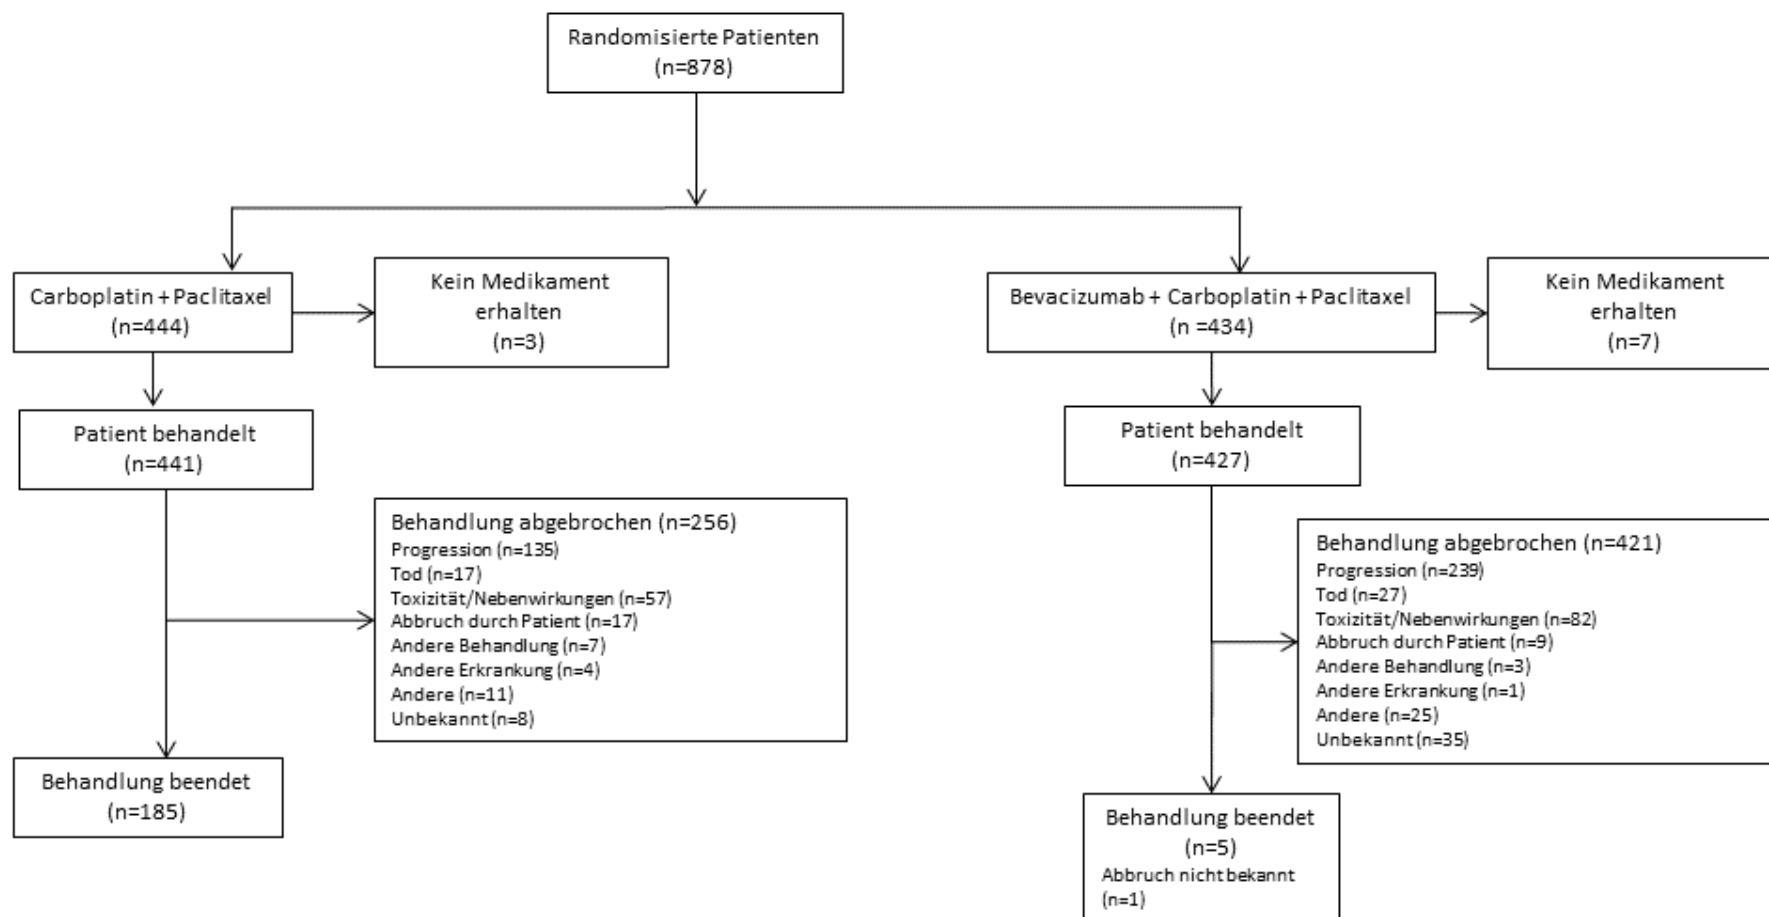 Randomisierte Patienten
(n=878)
Carboplatin + Paclitaxel
(n=444)
Kein Medikament
erhalten
(n=3)
Bevacizumab + Carboplatin + Paclitaxel
(n =434)
Kein Medikament
erhalten
(n=7)
Patient behandelt
(n=441)
Patient behandelt
(n=427)
Behandlung abgebrochen (n=256)
Progression (n=135)
Tod (n=17)
Toxizität/Nebenwirkungen (n=57)
Abbruch durch Patient (n=17)
Andere Behandlung (n=7)
Andere Erkrankung (n=4)
Andere (n=11)
Unbekannt (n=8)
Behandlung abgebrochen (n=421)
Progression (n=239)
Tod (n=27)
Toxizität/Nebenwirkungen (n=82)
Abbruch durch Patient (n=9)
Andere Behandlung (n=3)
Andere Erkrankung (n=1)
Andere (n=25)
Unbekannt (n=35)
Behandlung beendet
(n=185)
Behandlung beendet
(n=5)
Abbruch nicht bekannt
(n=1)